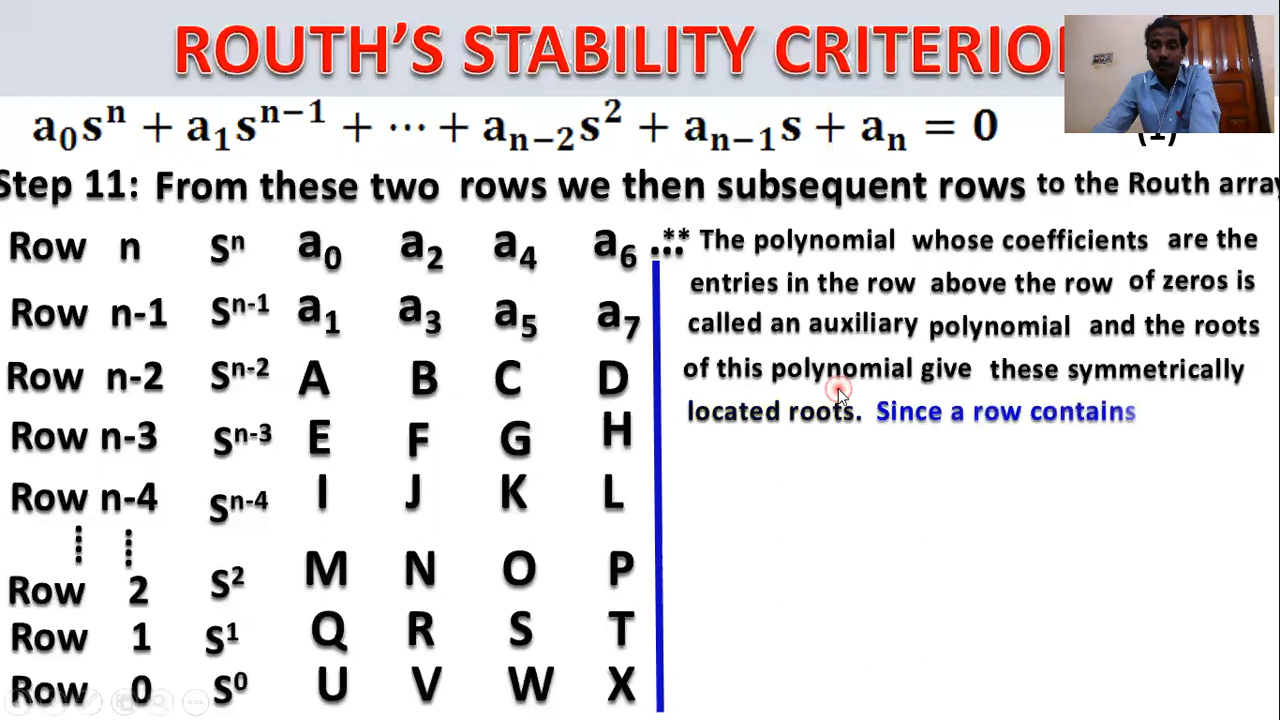 ROUTH'S STABILITY CRITERIO
a₀sⁿ + a₁sⁿ⁻¹ + ⋯ + aₙ₋₂s² + aₙ₋₁s + aₙ = 0 (1)
Step 11: From these two rows we then subsequent rows to the Routh array
Row n Sⁿ a₀ a₂ a₄ a₆ ...
Row n-1 Sⁿ⁻¹ a₁ a₃ a₅ a₇
Row n-2 Sⁿ⁻² A B C D
Row n-3 Sⁿ⁻³ E F G H
Row n-4 Sⁿ⁻⁴ I J K L
Row 2 S² M N O P
Row 1 S¹ Q R S T
Row 0 S⁰ U V W X
** The polynomial whose coefficients are the
entries in the row above the row of zeros is
called an auxiliary polynomial and the roots
of this polynomial give these symmetrically
located roots. Since a row contains